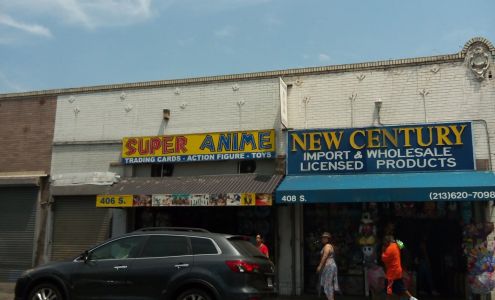 SUPER ANIME
TRADING CARDS - ACTION FIGURE - TOYS
406 S.
NEW CENTURY
IMPORT & WHOLESALE
LICENSED PRODUCTS
408 S.
(213)620-7098